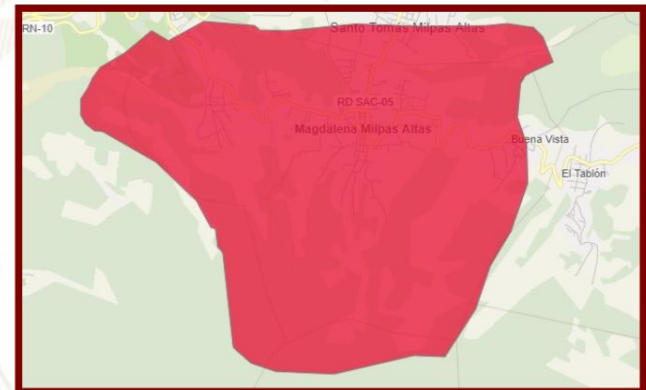 RN-10
Santo Tomás Milpas Altas
RD SAC-05
Magdalena Milpas Altas
Buena Vista
El Tablón